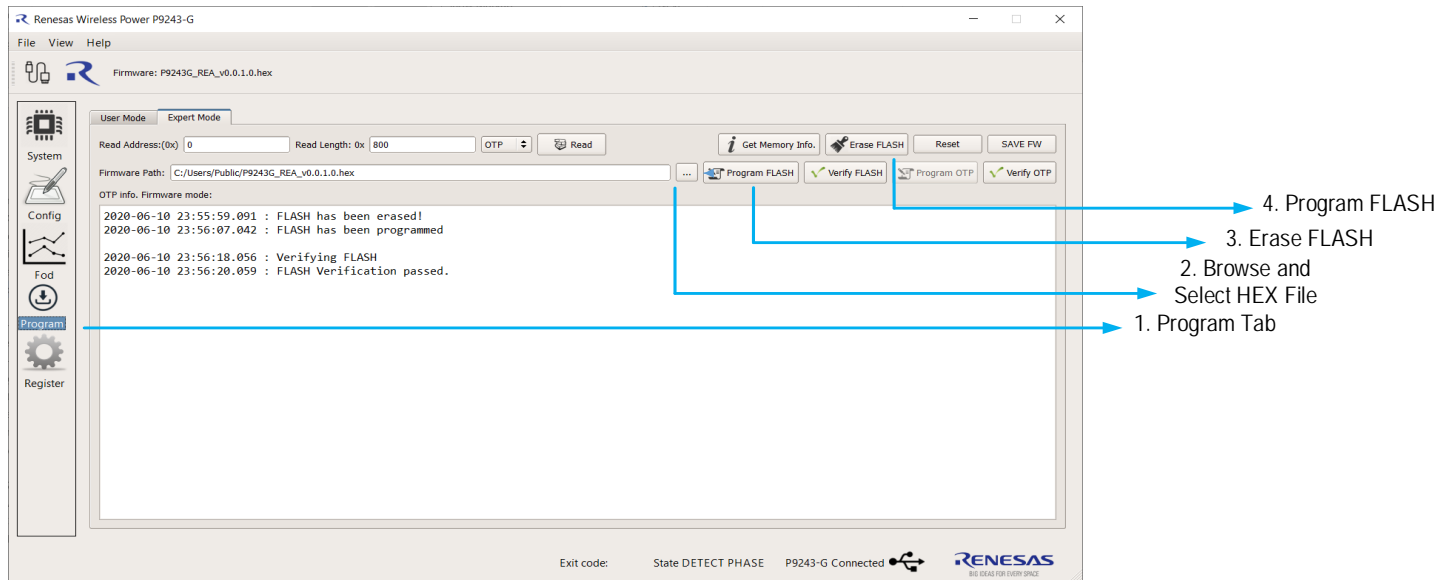 Renesas Wireless Power P9243-G
File View Help
Firmware: P9243G_REA_v0.0.1.0.hex
System
Config
Fod
Program
Register
User Mode Expert Mode
Read Address:(0x) 0 Read Length: 0x 800 OTP Read Get Memory Info. Erase FLASH Reset SAVE FW
Firmware Path: C:/Users/Public/P9243G_REA_v0.0.1.0.hex ... Program FLASH Verify FLASH Program OTP Verify OTP
OTP info. Firmware mode:
2020-06-10 23:55:59.091 : FLASH has been erased!
2020-06-10 23:56:07.042 : FLASH has been programmed
2020-06-10 23:56:18.056 : Verifying FLASH
2020-06-10 23:56:20.059 : FLASH Verification passed.
4. Program FLASH
3. Erase FLASH
2. Browse and
Select HEX File
1. Program Tab
Exit code: State DETECT PHASE P9243-G Connected RENESAS
BIG IDEAS FOR EVERY SPACE